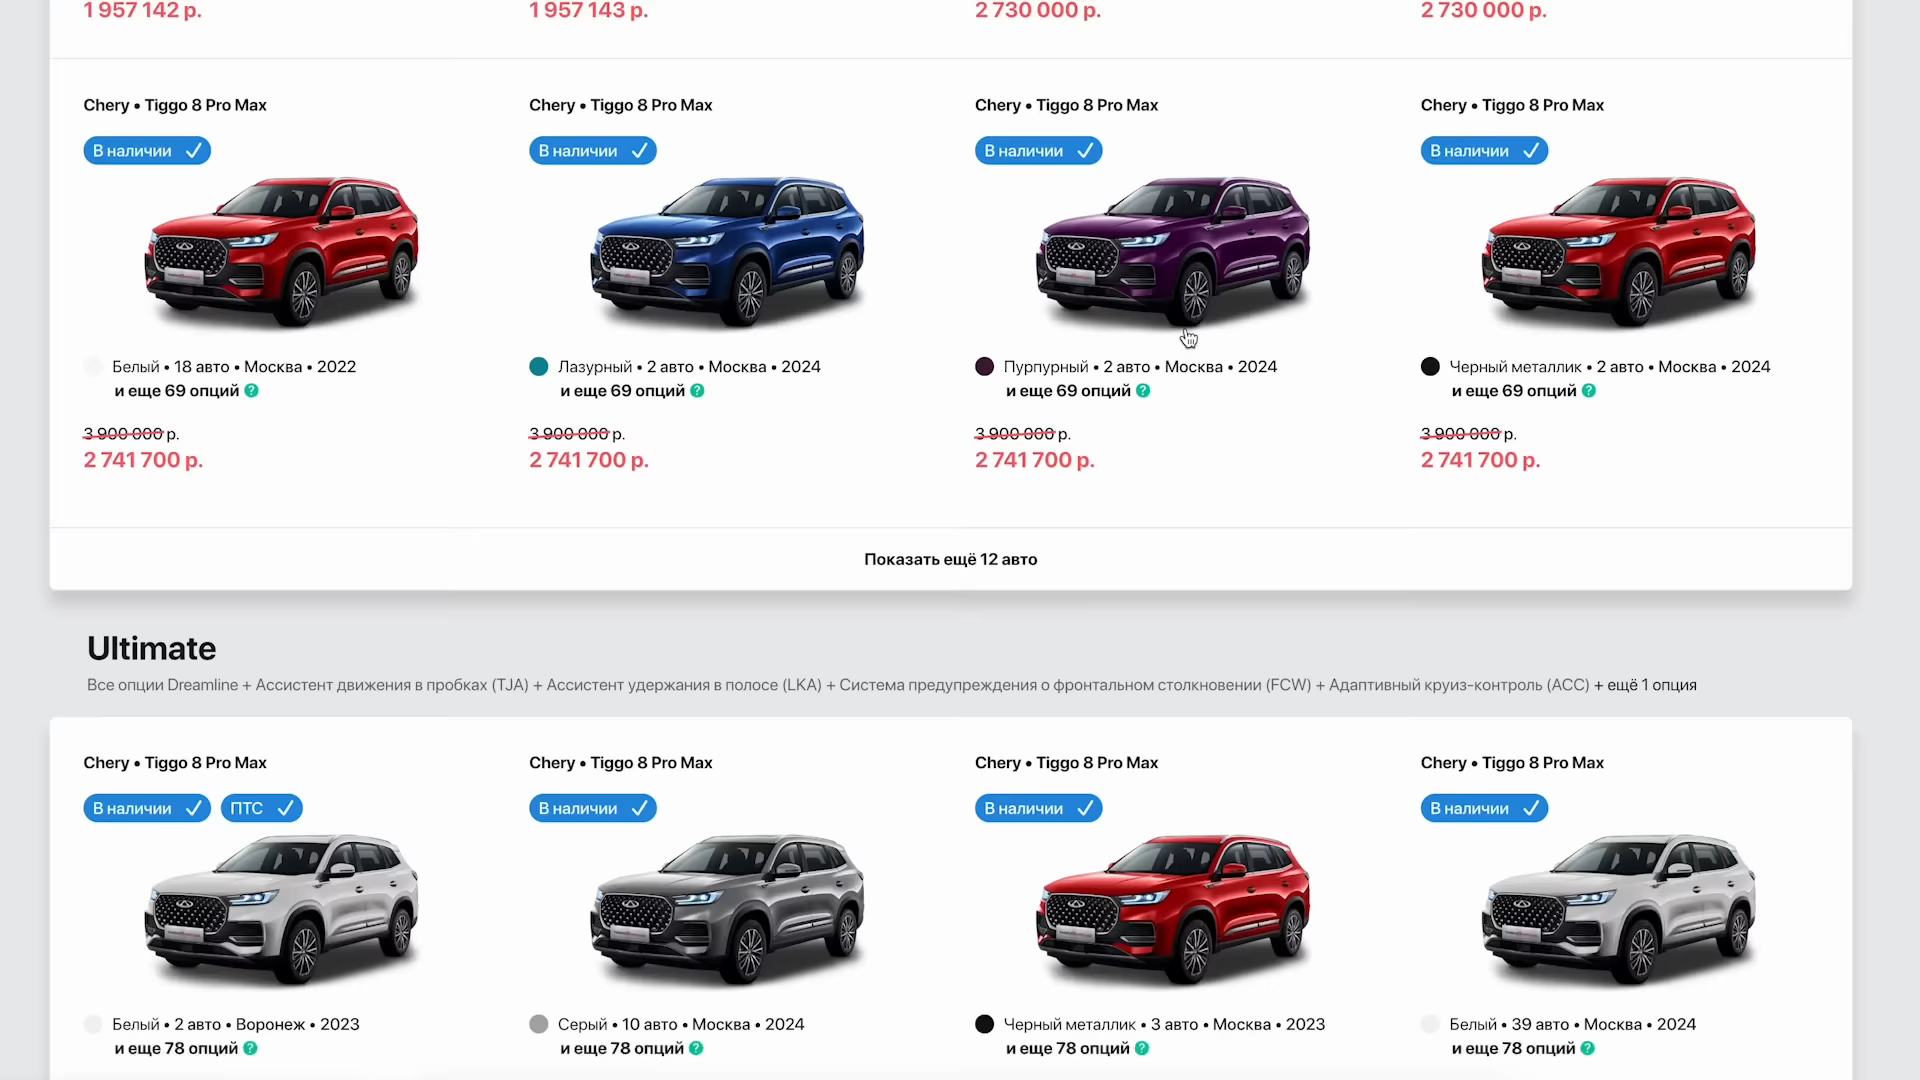 1 957 142 р.
1 957 143 р.
2 730 000 р.
2 730 000 р.
Chery • Tiggo 8 Pro Max
Chery • Tiggo 8 Pro Max
Chery • Tiggo 8 Pro Max
Chery • Tiggo 8 Pro Max
В наличии
В наличии
В наличии
В наличии
Белый • 18 авто • Москва • 2022
и еще 69 опций ?
Лазурный • 2 авто • Москва • 2024
и еще 69 опций ?
Пурпурный • 2 авто • Москва • 2024
и еще 69 опций ?
Черный металлик • 2 авто • Москва • 2024
и еще 69 опций ?
3 900 000 р.
2 741 700 р.
3 900 000 р.
2 741 700 р.
3 900 000 р.
2 741 700 р.
3 900 000 р.
2 741 700 р.
Показать ещё 12 авто
Ultimate
Все опции Dreamline + Ассистент движения в пробках (TJA) + Ассистент удержания в полосе (LKA) + Система предупреждения о фронтальном столкновении (FCW) + Адаптивный круиз-контроль (ACC) + ещё 1 опция
Chery • Tiggo 8 Pro Max
Chery • Tiggo 8 Pro Max
Chery • Tiggo 8 Pro Max
Chery • Tiggo 8 Pro Max
В наличии ПТС
В наличии
В наличии
В наличии
Белый • 2 авто • Воронеж • 2023
и еще 78 опций ?
Серый • 10 авто • Москва • 2024
и еще 78 опций ?
Черный металлик • 3 авто • Москва • 2023
и еще 78 опций ?
Белый • 39 авто • Москва • 2024
и еще 78 опций ?